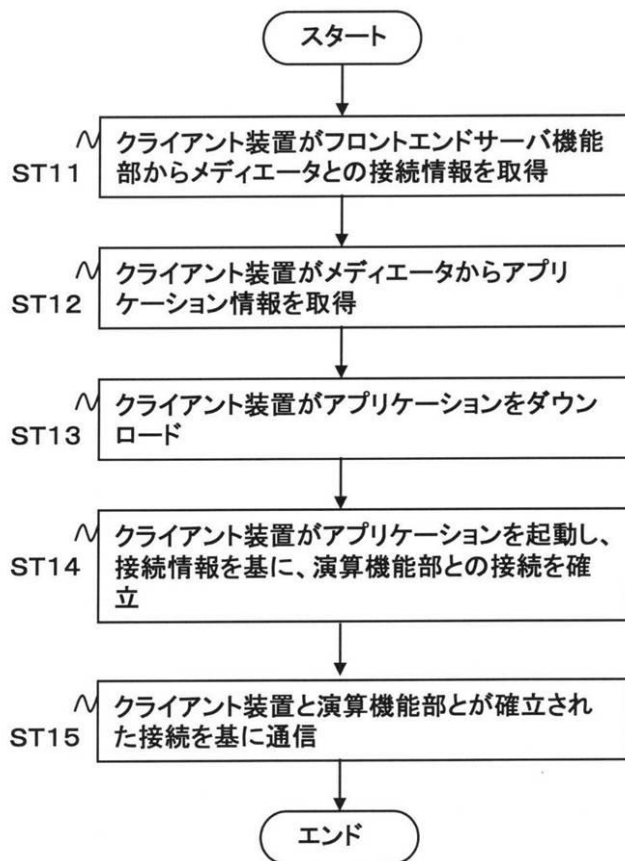 スタート
クライアント装置がフロントエンドサーバ機能
部からメディエータとの接続情報を取得
ST11
クライアント装置がメディエータからアプリ
ケーション情報を取得
ST12
クライアント装置がアプリケーションをダウン
ロード
ST13
クライアント装置がアプリケーションを起動し、
接続情報を基に、演算機能部との接続を確
立
ST14
クライアント装置と演算機能部とが確立され
た接続を基に通信
ST15
エンド